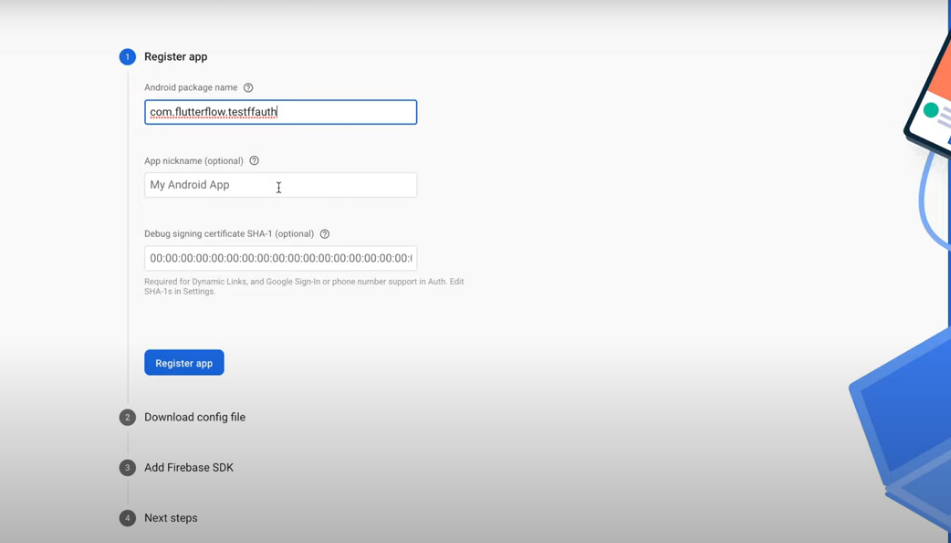 1 Register app
Android package name
com.flutterflow.testffauth
App nickname (optional)
My Android App
Debug signing certificate SHA-1 (optional)
00:00:00:00:00:00:00:00:00:00:00:00:00:00:00:00:00:
Required for Dynamic Links, and Google Sign-In or phone number support in Auth. Edit
SHA-1s in Settings.
Register app
2 Download config file
3 Add Firebase SDK
4 Next steps